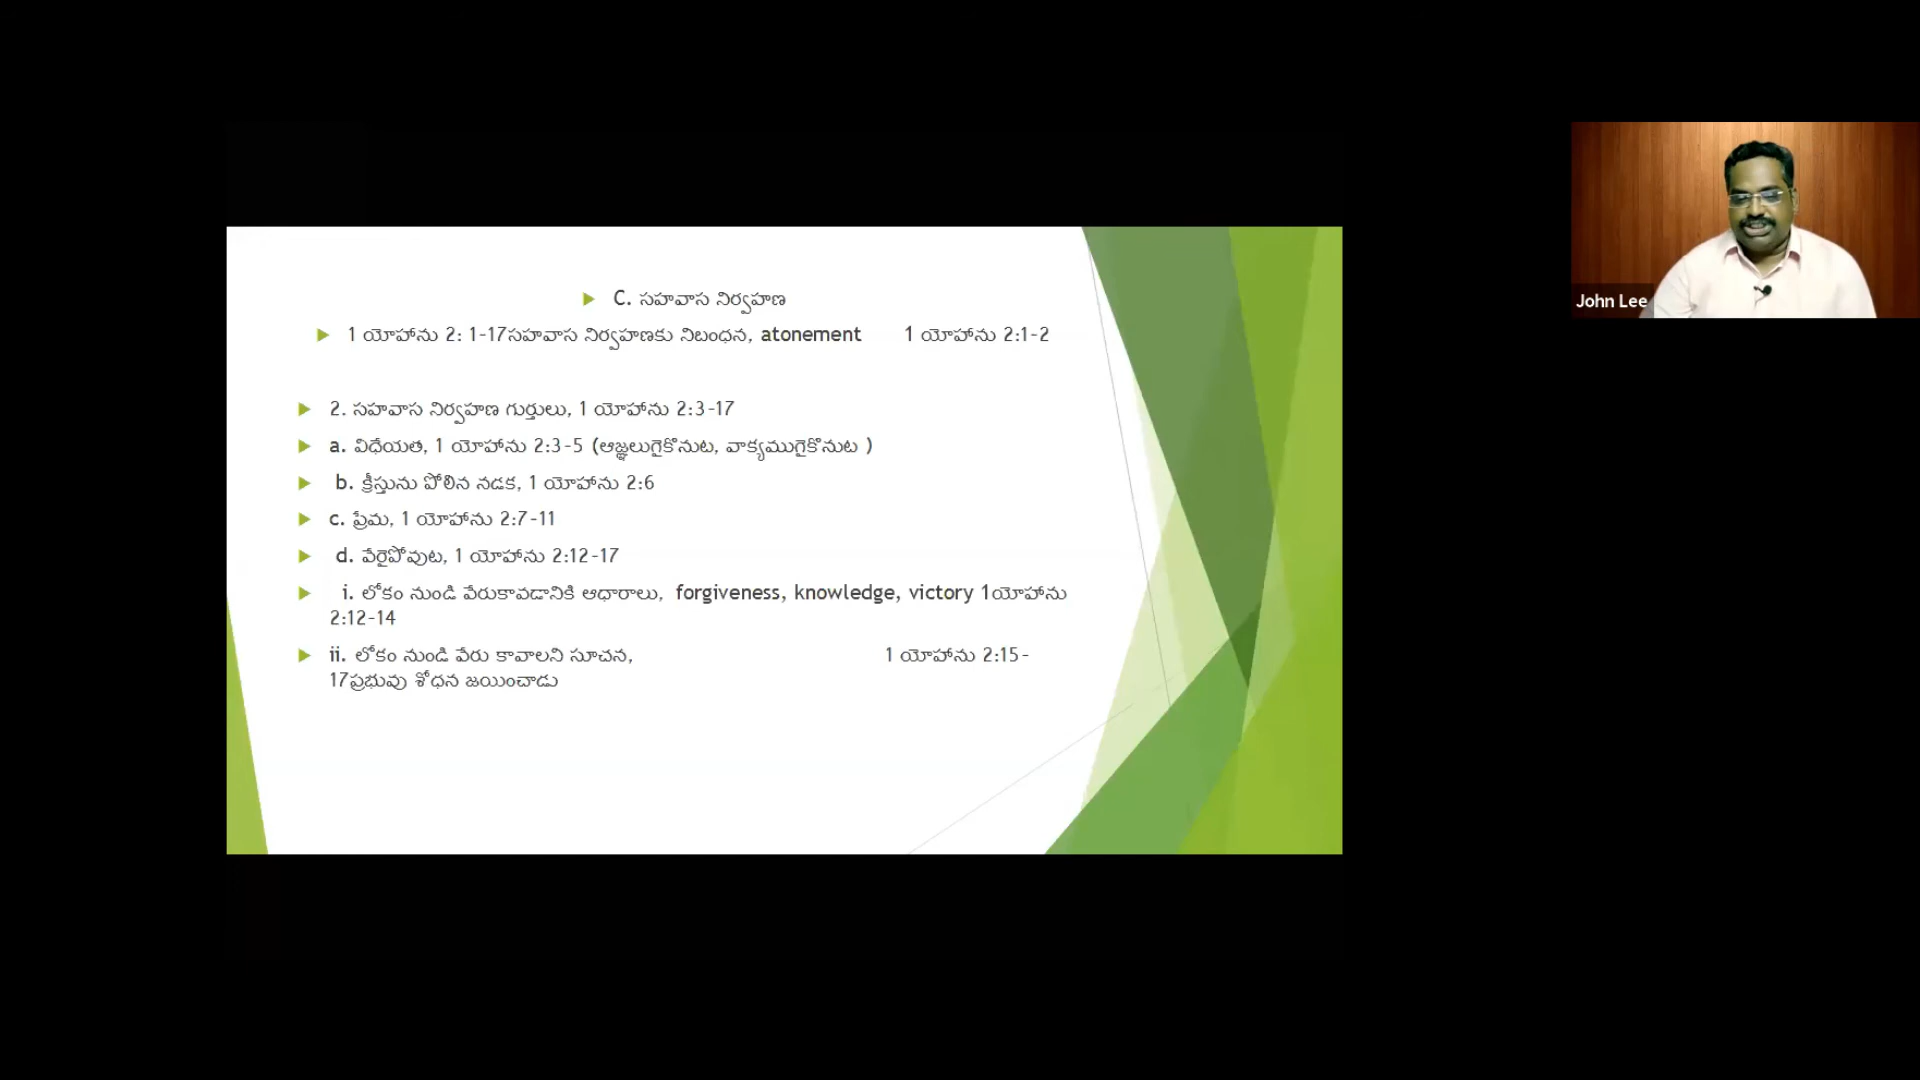 C. సహవాస నిర్వహణ
1 యోహాను 2: 1-17సహవాస నిర్వహణకు నిబంధన, atonement 1 యోహాను 2:1-2
2. సహవాస నిర్వహణ గుర్తులు, 1 యోహాను 2:3-17
a. విధేయత, 1 యోహాను 2:3-5 (ఆజ్ఞలుగైకొనుట, వాక్యముగైకొనుట )
b. క్రీస్తును పోలిన నడక, 1 యోహాను 2:6
c. ప్రేమ, 1 యోహాను 2:7-11
d. వేరైపోవుట, 1 యోహాను 2:12-17
i. లోకం నుండి వేరుకావడానికి ఆధారాలు, forgiveness, knowledge, victory 1యోహాను
2:12-14
ii. లోకం నుండి వేరు కావాలని సూచన, 1 యోహాను 2:15-
17ప్రభువు శోధన జయించాడు
John Lee